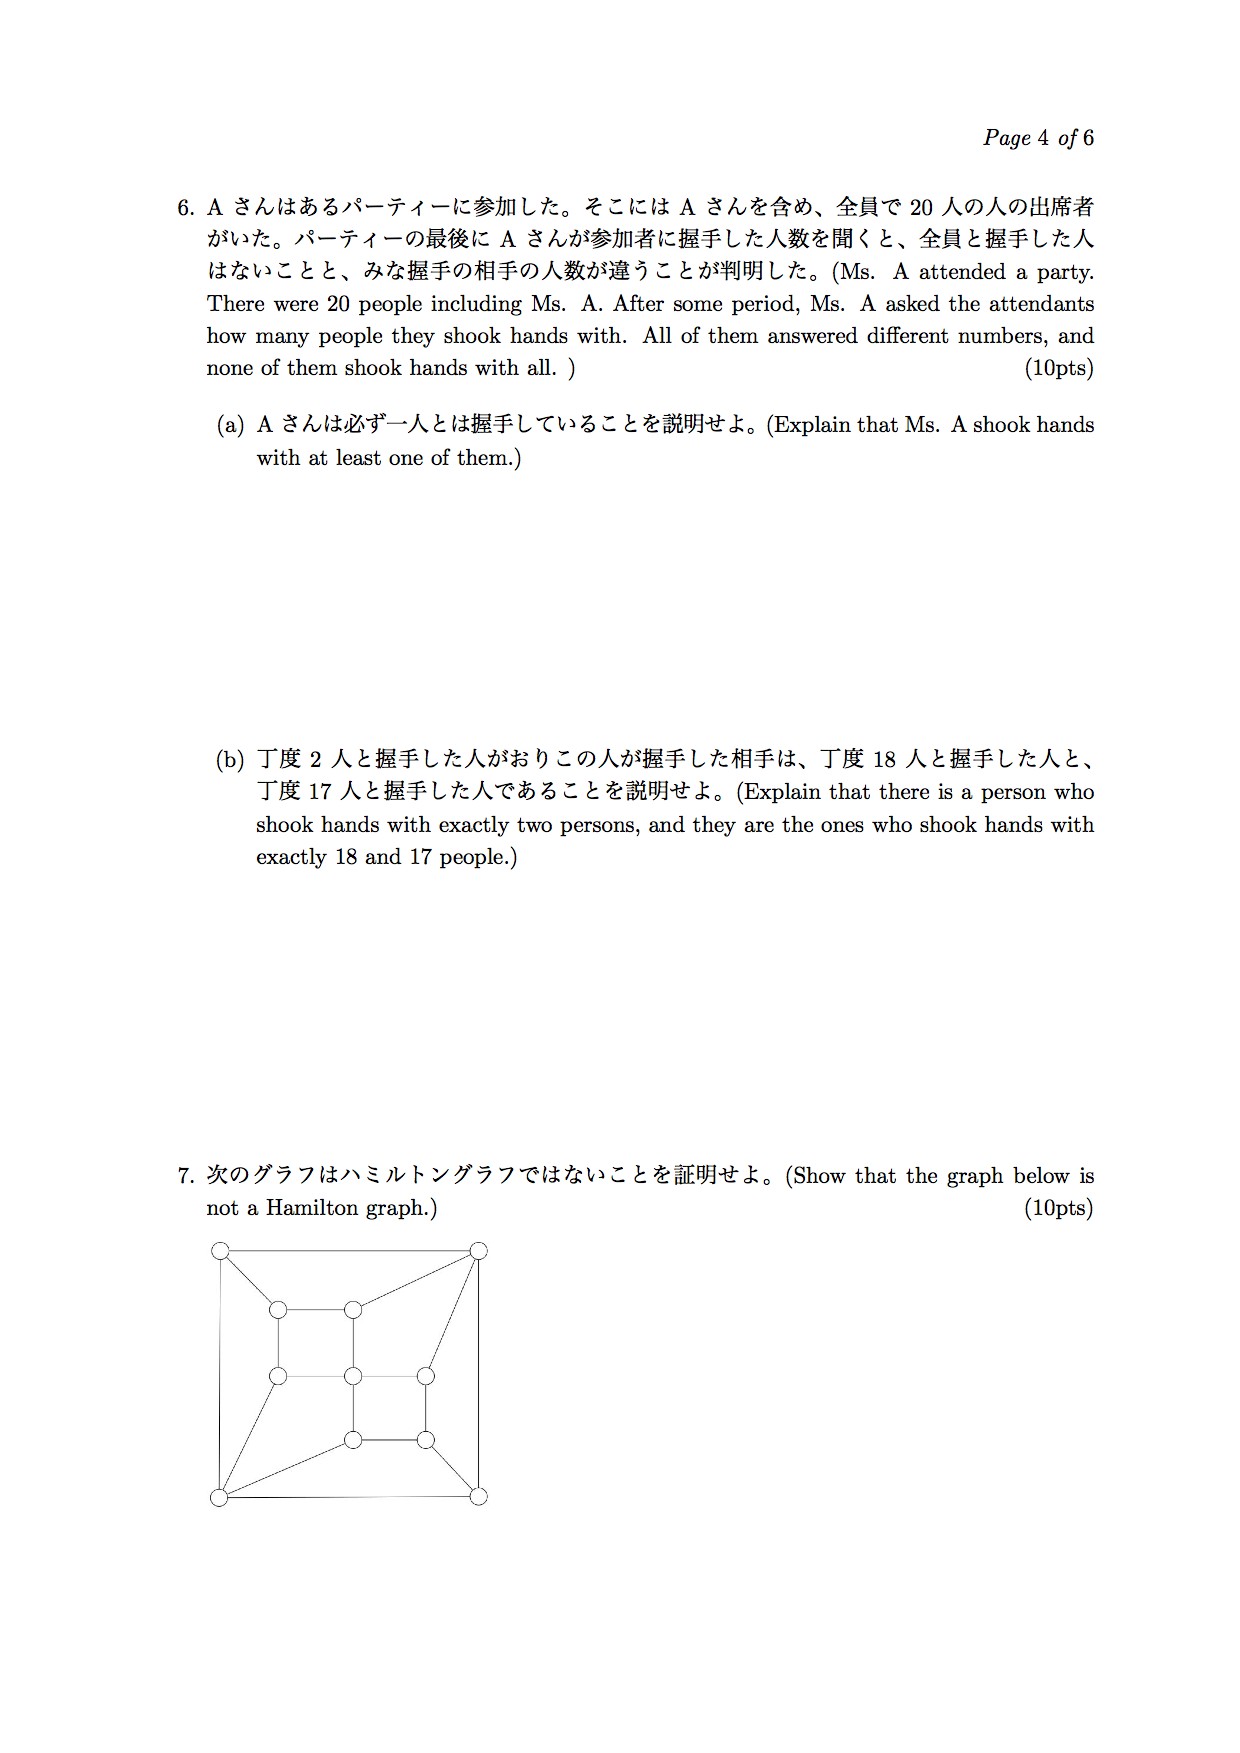 Page 4 of 6
6. A さんはあるパーティーに参加した。そこには A さんを含め、全員で 20 人の人の出席者
がいた。パーティーの最後に A さんが参加者に握手した人数を聞くと、全員と握手した人
はないことと、みな握手の相手の人数が違うことが判明した。(Ms. A attended a party.
There were 20 people including Ms. A. After some period, Ms. A asked the attendants
how many people they shook hands with. All of them answered different numbers, and
none of them shook hands with all. ) (10pts)
(a) A さんは必ず一人とは握手していることを説明せよ。(Explain that Ms. A shook hands
with at least one of them.)
(b) 丁度 2 人と握手した人がおりこの人が握手した相手は、丁度 18 人と握手した人と、
丁度 17 人と握手した人であることを説明せよ。(Explain that there is a person who
shook hands with exactly two persons, and they are the ones who shook hands with
exactly 18 and 17 people.)
7. 次のグラフはハミルトングラフではないことを証明せよ。(Show that the graph below is
not a Hamilton graph.) (10pts)